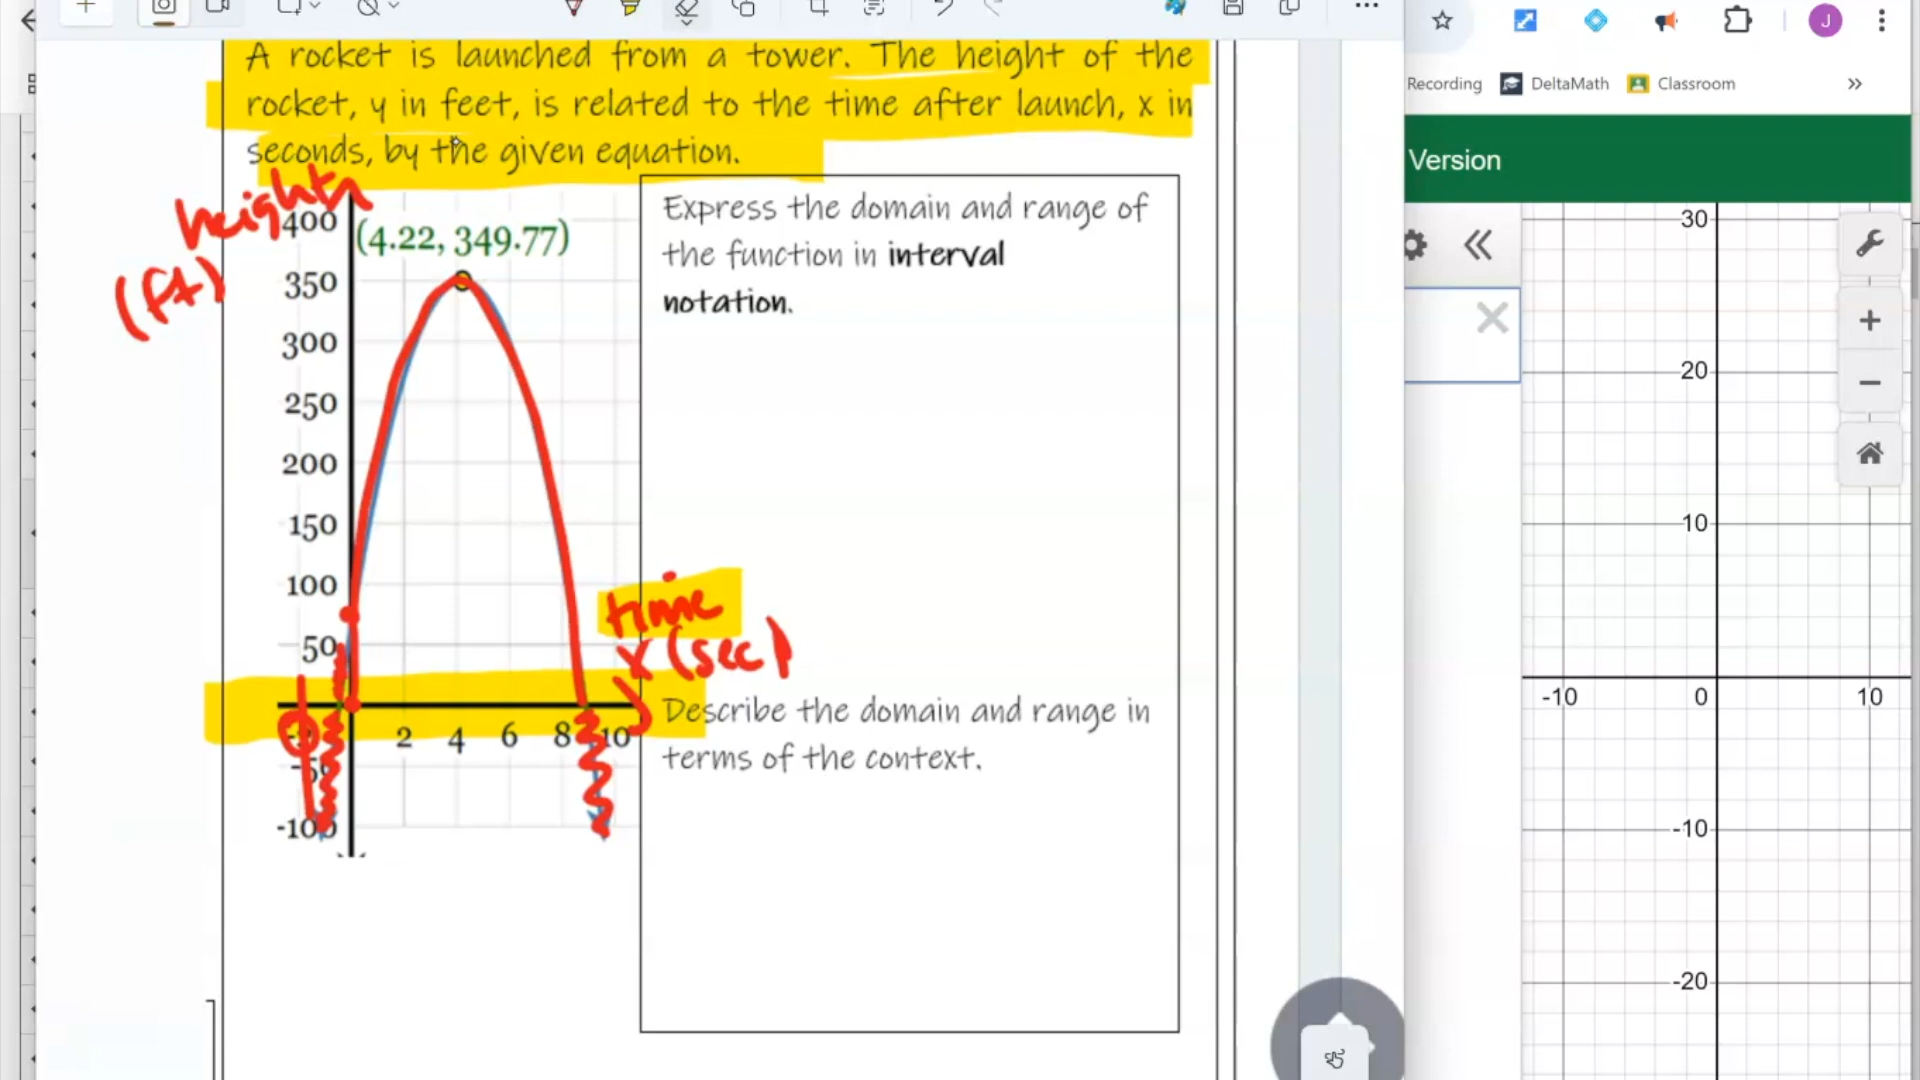 A rocket is launched from a tower. The height of the
rocket, y in feet, is related to the time after launch, x in
seconds, by the given equation.
height
(ft)
400
350
300
250
200
150
100
50
-50
-100
2
4
6
8
10
(4.22, 349.77)
time
x (sec)
Express the domain and range of
the function in interval
notation.
Describe the domain and range in
terms of the context.
J
Recording
DeltaMath
Classroom
Version
30
20
10
-10
0
10
-10
-20